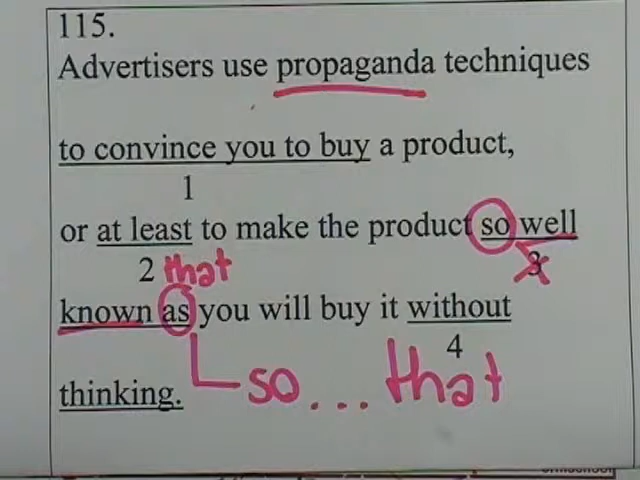 115.
Advertisers use propaganda techniques
to convince you to buy a product,
1
or at least to make the product so well
2 that 3
known as you will buy it without
4
thinking. so... that